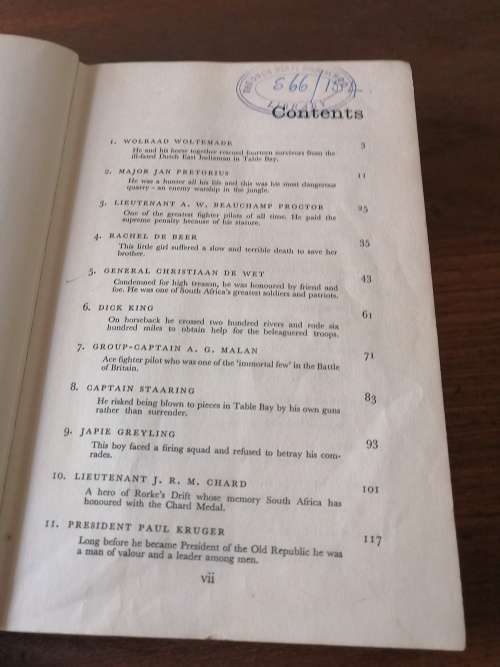 566/1554
LIBRARY
Contents
1. WOLRAAD WOLTEMADE 3
He and his horse together rescued fourteen survivors from the
ill-fated Dutch East Indiaman in Table Bay.
2. MAJOR JAN PRETORIUS 11
He was a hunter all his life and this was his most dangerous
quarry - an enemy warship in the jungle.
3. LIEUTENANT A. W. BEAUCHAMP PROCTOR 25
One of the greatest fighter pilots of all time. He paid the
supreme penalty because of his stature.
4. RACHEL DE BEER 35
This little girl suffered a slow and terrible death to save her
brother.
5. GENERAL CHRISTIAAN DE WET 43
Condemned for high treason, he was honoured by friend and
foe. He was one of South Africa's greatest soldiers and patriots.
6. DICK KING 61
On horseback he crossed two hundred rivers and rode six
hundred miles to obtain help for the beleaguered troops.
7. GROUP-CAPTAIN A. G. MALAN 71
Ace fighter pilot who was one of the 'immortal few' in the Battle
of Britain.
8. CAPTAIN STAARING 83
He risked being blown to pieces in Table Bay by his own guns
rather than surrender.
9. JAPIE GREYLING 93
This boy faced a firing squad and refused to betray his com-
rades.
10. LIEUTENANT J. R. M. CHARD 101
A hero of Rorke's Drift whose memory South Africa has
honoured with the Chard Medal.
11. PRESIDENT PAUL KRUGER 117
Long before he became President of the Old Republic he was
a man of valour and a leader among men.
vii